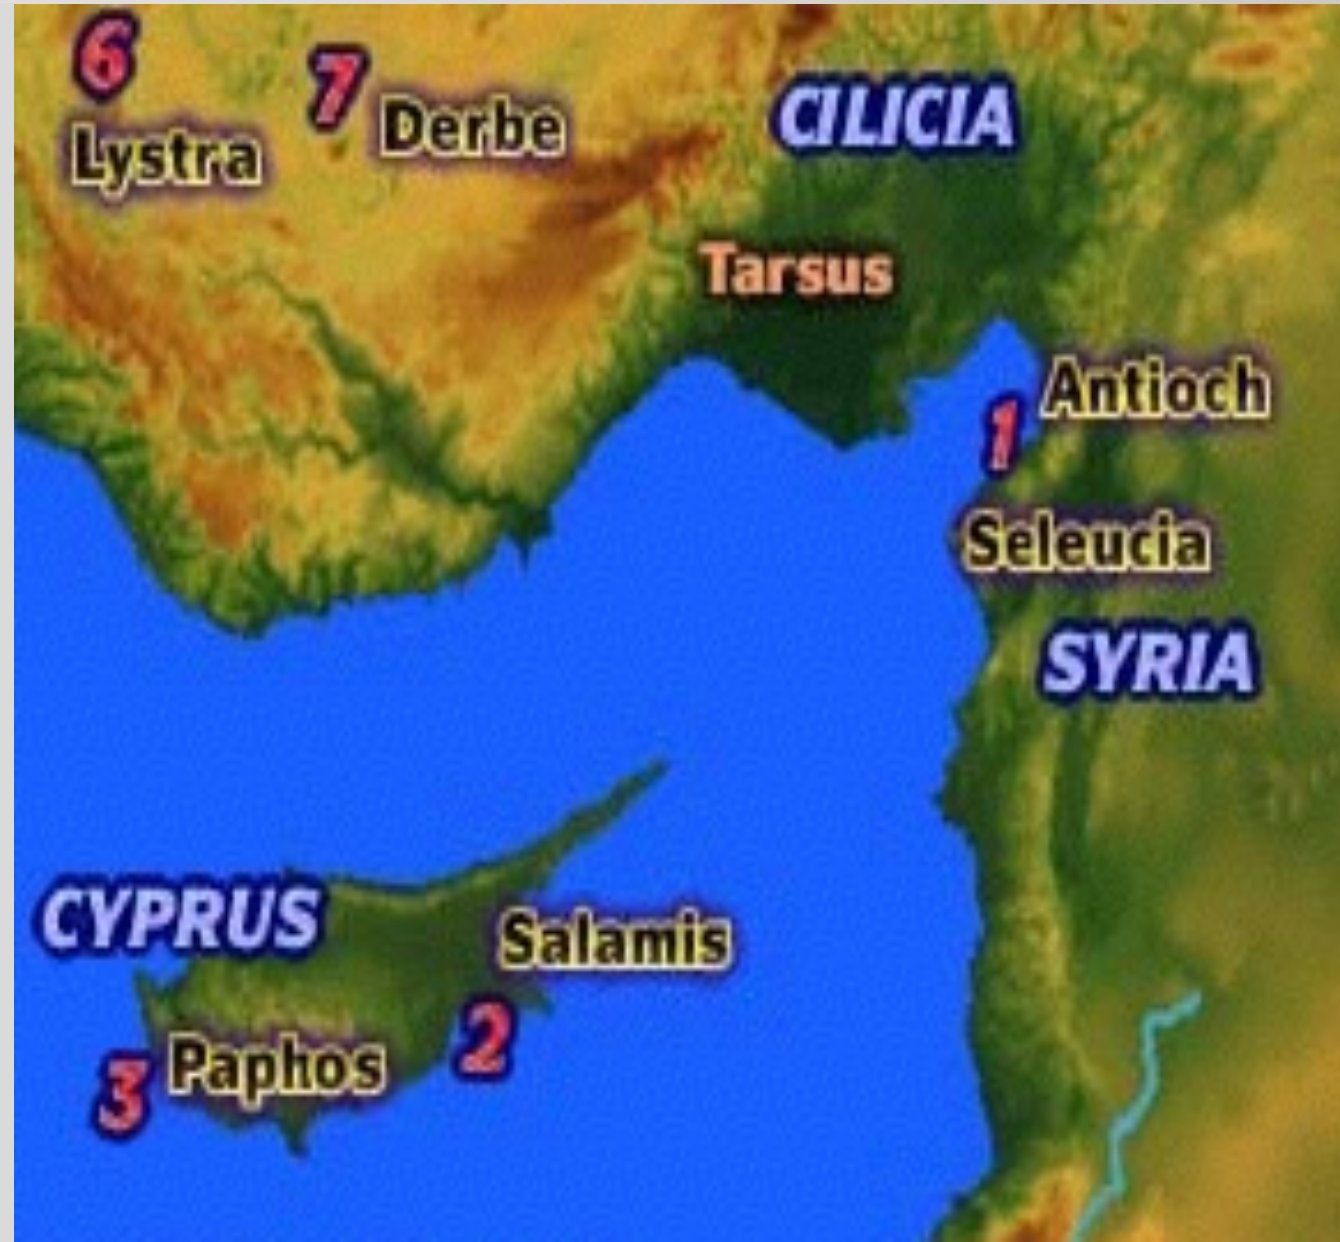 6
Lystra
7
Derbe
CILICIA
Tarsus
Antioch
1
Seleucia
SYRIA
CYPRUS
Salamis
2
Paphos
3